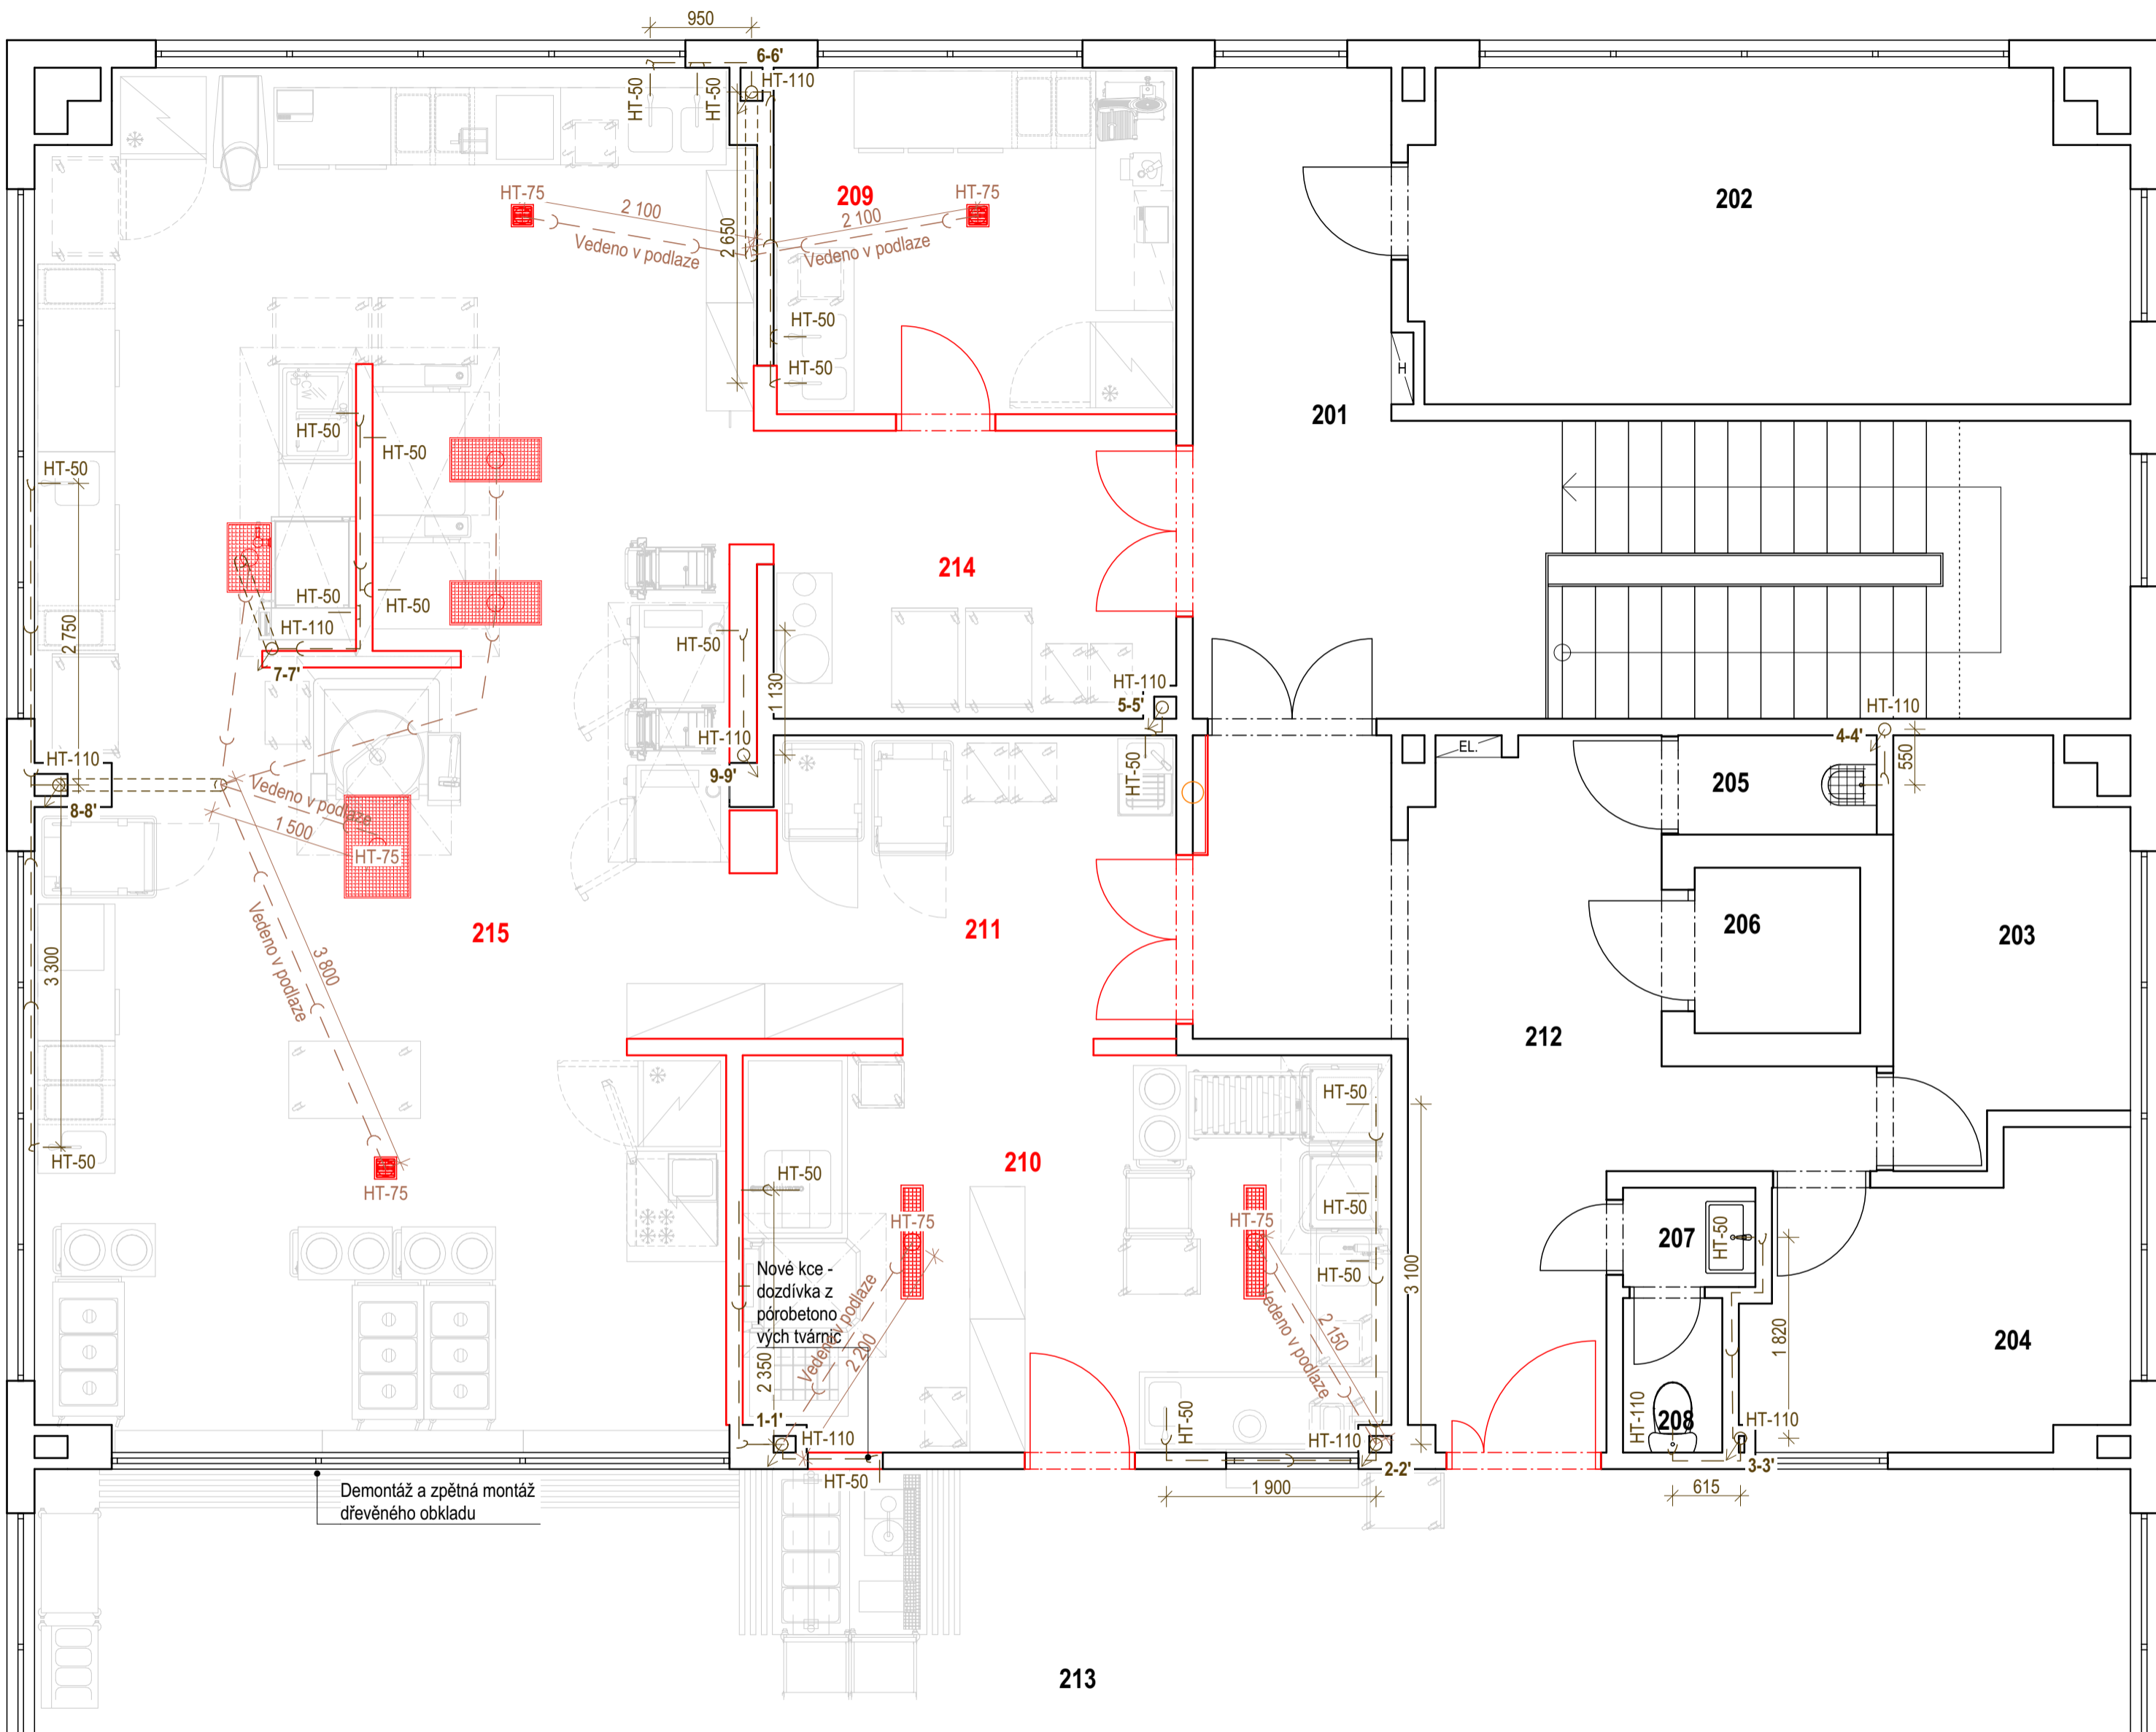 950
6-6'
HT-110
HT-50
HT-50
HT-75
2 100
2 650
Vedeno v podlaze
209
HT-75
2 100
Vedeno v podlaze
202
HT-50
HT-50
H
201
HT-50
HT-50
HT-50
2 750
214
HT-50
HT-50
HT-110
7-7'
HT-50
1 130
HT-110
5-5'
HT-110
9-9'
HT-50
HT-110
4-4'
550
EL.
205
HT-110
8-8'
Vedeno v podlaze
1 500
HT-75
215
211
206
203
212
3 300
Vedeno v podlaze
3 800
HT-50
HT-75
210
HT-50
HT-50
HT-50
HT-50
HT-75
HT-75
3 100
207
HT-50
1 820
204
208
HT-110
HT-110
3-3'
615
Nové kce -
dozdívka z
pórobetono
vých tvárnic
Vedeno v podlaze
2 200
2 350
Vedeno v podlaze
2 150
1-1'
HT-110
HT-50
HT-50
HT-110
2-2'
1 900
Demontáž a zpětná montáž
dřevěného obkladu
213